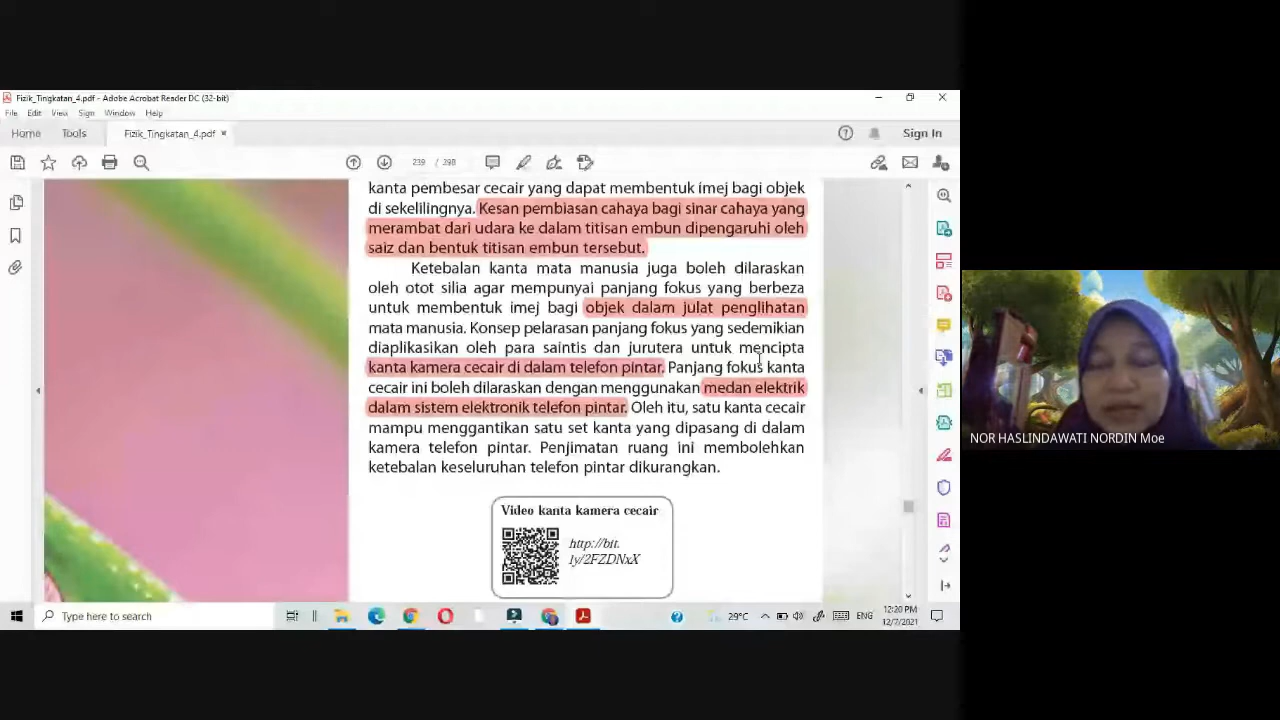 Fizik_Tingkatan_4.pdf - Adobe Acrobat Reader DC (32-bit)
File Edit View Sign Window Help
Home Tools Fizik_Tingkatan_4.pdf × Sign In
239 / 298
kanta pembesar cecair yang dapat membentuk imej bagi objek
di sekelilingnya. Kesan pembiasan cahaya bagi sinar cahaya yang
merambat dari udara ke dalam titisan embun dipengaruhi oleh
saiz dan bentuk titisan embun tersebut.
Ketebalan kanta mata manusia juga boleh dilaraskan
oleh otot silia agar mempunyai panjang fokus yang berbeza
untuk membentuk imej bagi objek dalam julat penglihatan
mata manusia. Konsep pelarasan panjang fokus yang sedemikian
diaplikasikan oleh para saintis dan jurutera untuk mencipta
kanta kamera cecair di dalam telefon pintar. Panjang fokus kanta
cecair ini boleh dilaraskan dengan menggunakan medan elektrik
dalam sistem elektronik telefon pintar. Oleh itu, satu kanta cecair
mampu menggantikan satu set kanta yang dipasang di dalam
kamera telefon pintar. Penjimatan ruang ini membolehkan
ketebalan keseluruhan telefon pintar dikurangkan.
Video kanta kamera cecair
http://bit.
ly/2FZDNxX
NOR HASLINDAWATI NORDIN Moe
Type here to search
29°C ENG 12:20 PM
12/7/2021